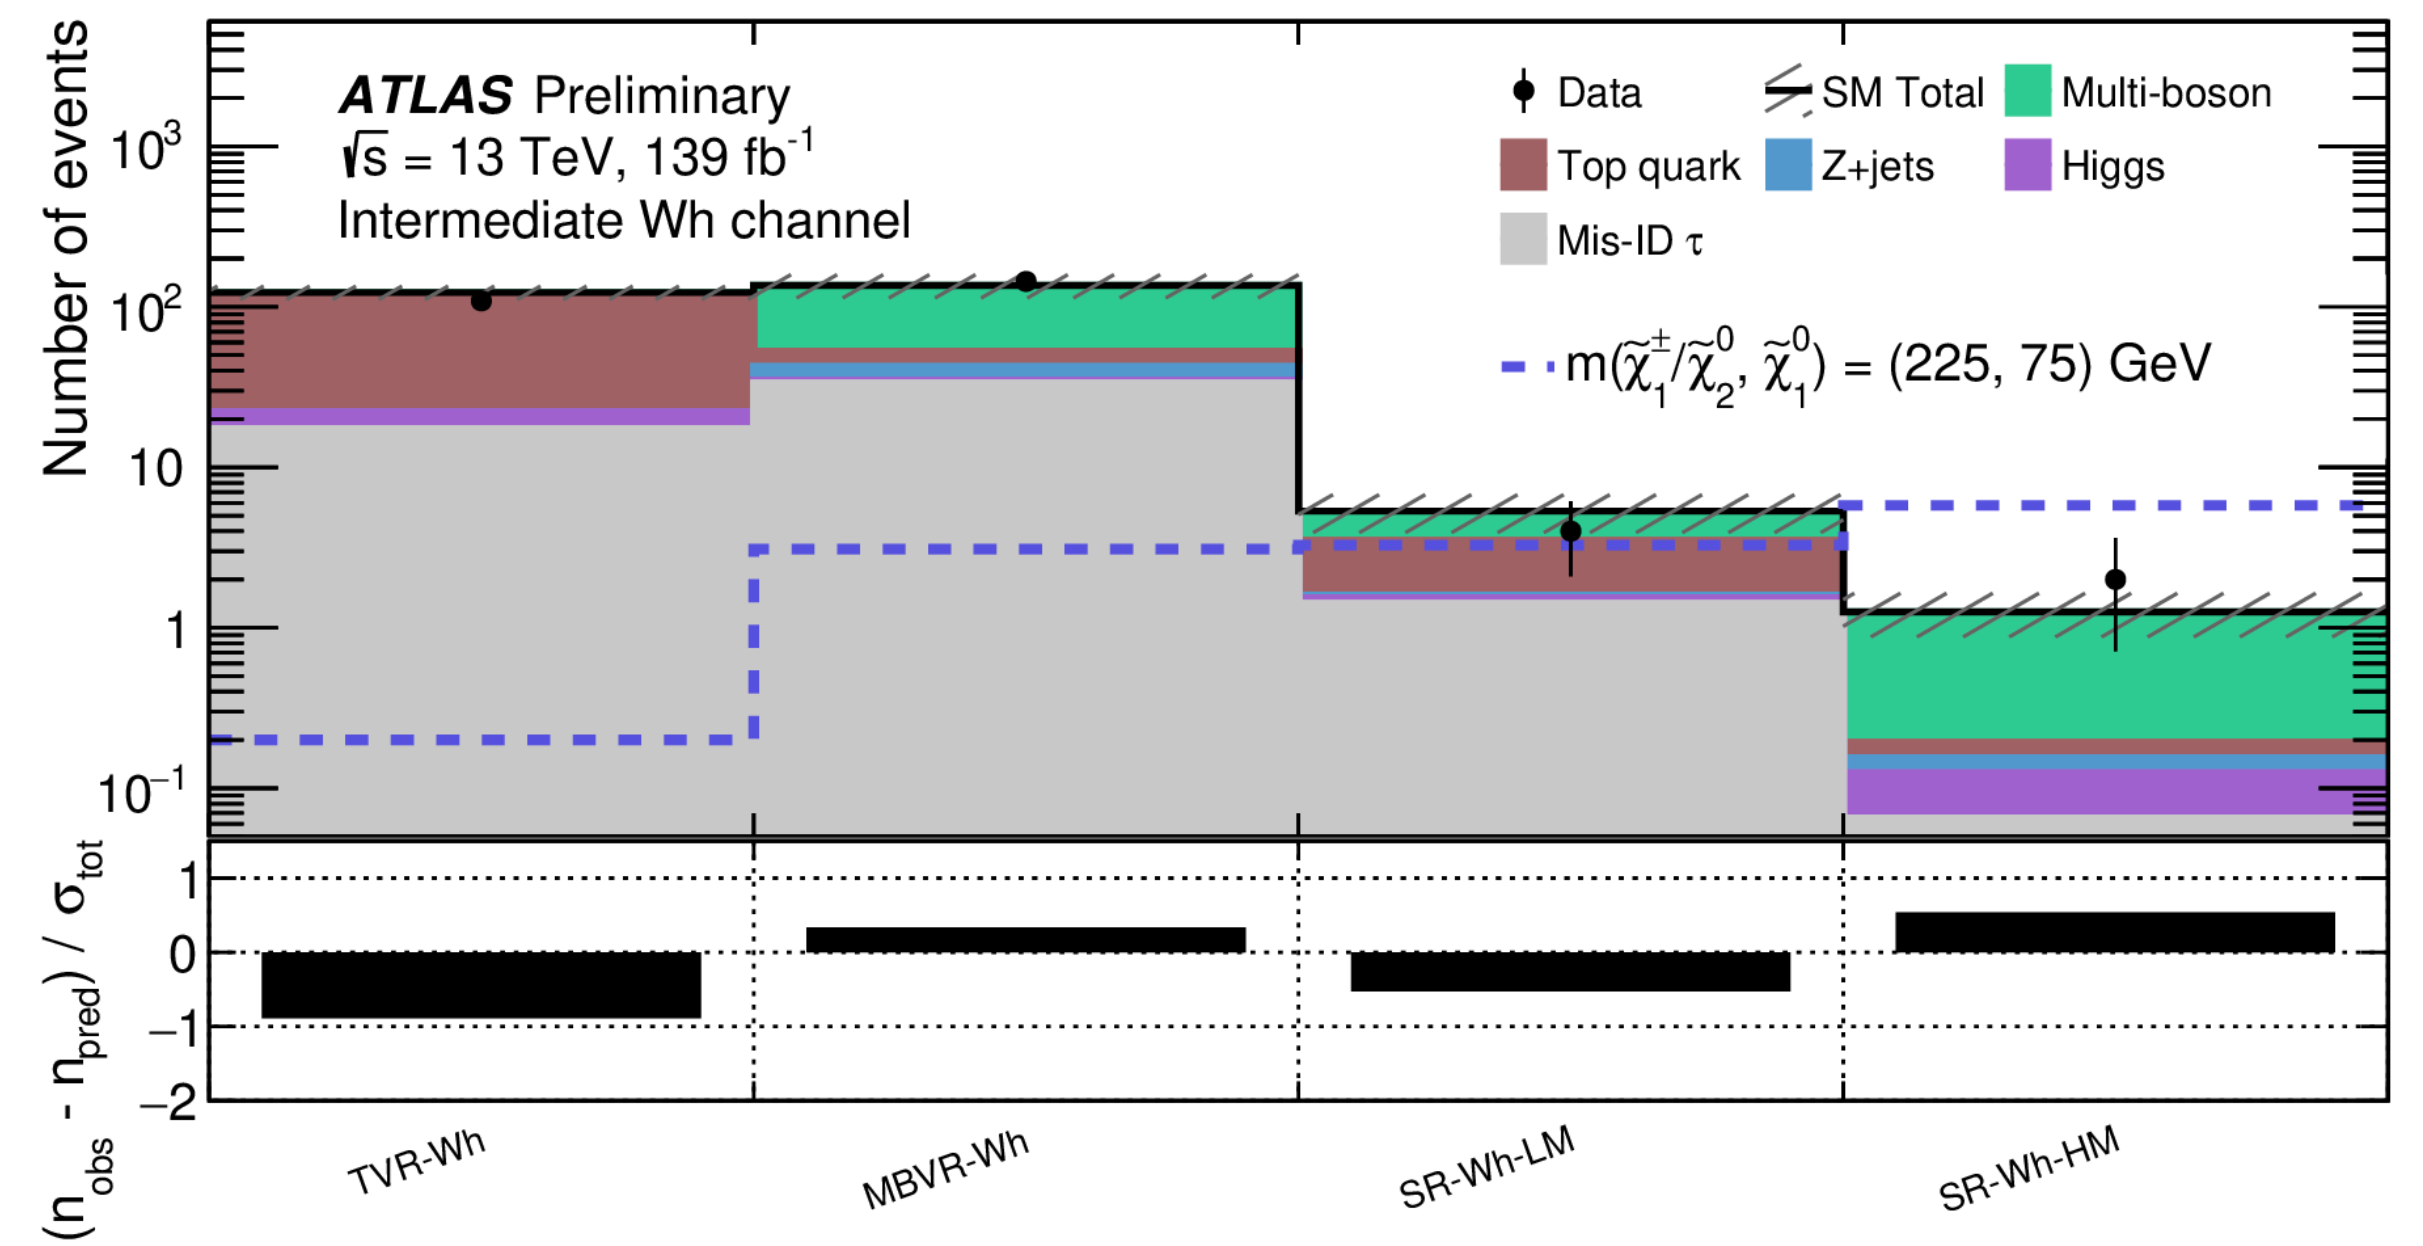 ATLAS Preliminary
√s = 13 TeV, 139 fb⁻¹
Intermediate Wh channel
Data
SM Total
Multi-boson
Top quark
Z+jets
Higgs
Mis-ID τ
m(χ̃₁±/χ̃₂⁰, χ̃₁⁰) = (225, 75) GeV
Number of events
10³
10²
10
1
10⁻¹
(n_obs - n_pred) / σ_tot
1
0
−1
−2
TVR-Wh
MBVR-Wh
SR-Wh-LM
SR-Wh-HM